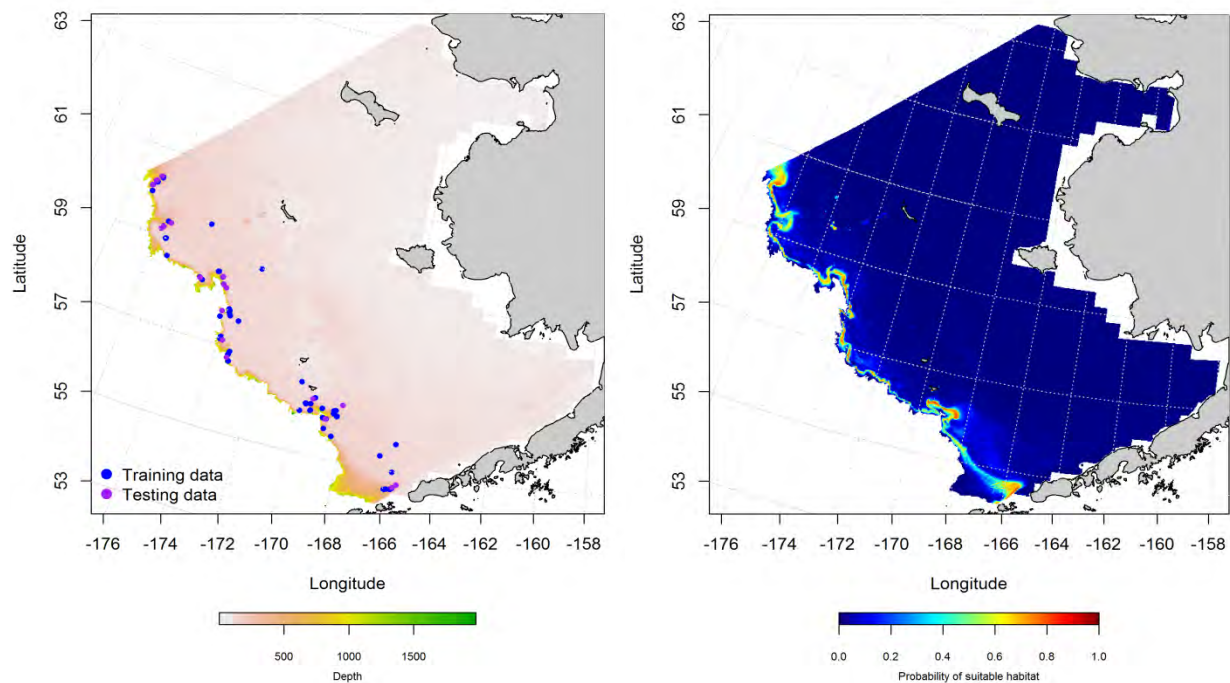 63
61
59
57
55
53
Latitude
Training data
Testing data
-176 -174 -172 -170 -168 -166 -164 -162 -160 -158
Longitude
500 1000 1500
Depth
63
61
59
57
55
53
Latitude
-176 -174 -172 -170 -168 -166 -164 -162 -160 -158
Longitude
0.0 0.2 0.4 0.6 0.8 1.0
Probability of suitable habitat